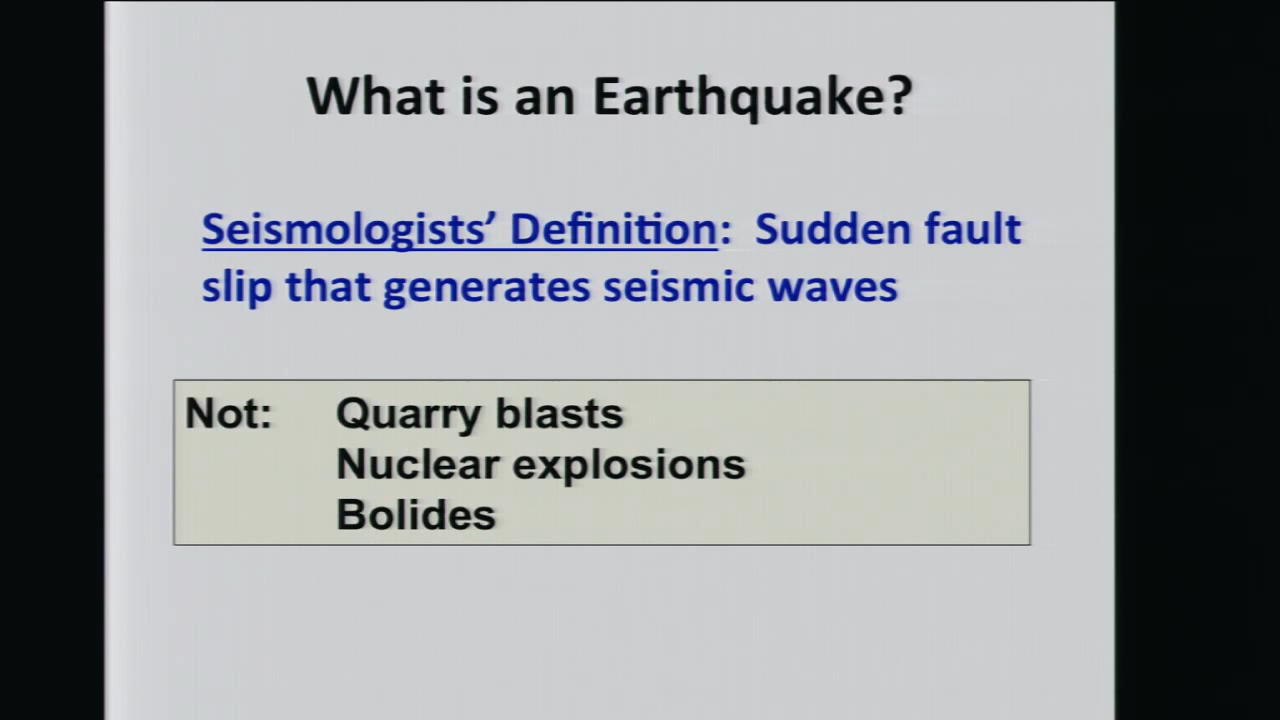 What is an Earthquake?
Seismologists’ Definition: Sudden fault
slip that generates seismic waves
Not: Quarry blasts
Nuclear explosions
Bolides